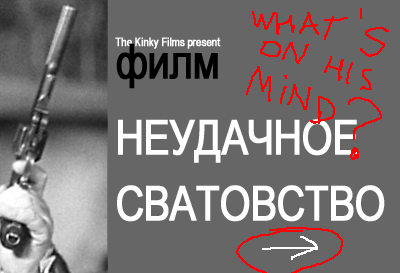 The Kinky Films present
филм
НЕУДАЧНОЕ
СВАТОВСТВО
WHAT'S
ON HIS
MIND?